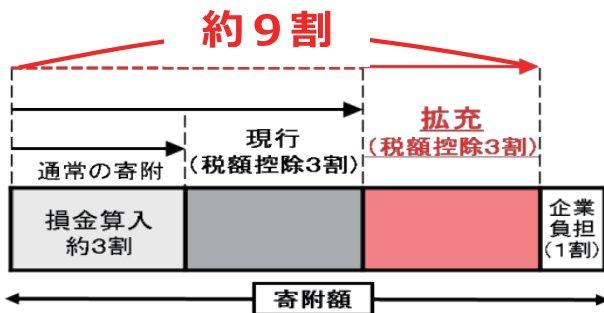 約９割
拡充
(税額控除3割)
現行
(税額控除3割)
通常の寄附
損金算入
約3割
企業
負担
(1割)
寄附額